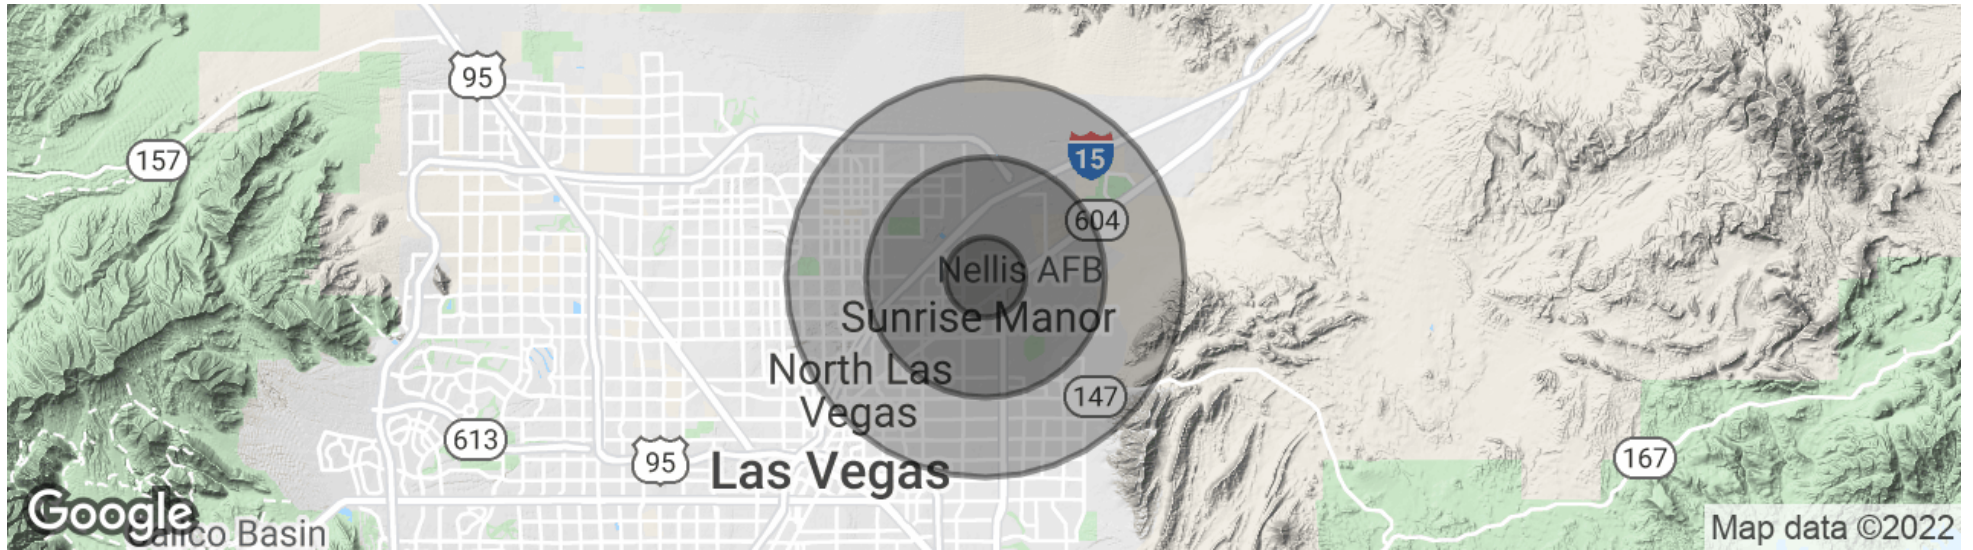 95
157
15
604
Nellis AFB
Sunrise Manor
North Las
Vegas
147
613
95
Las Vegas
167
Google
Calico Basin
Map data ©2022